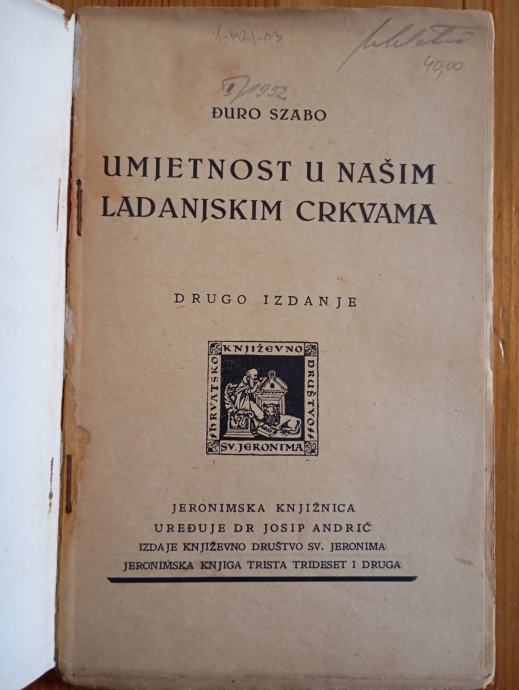 40,00
1952
ĐURO SZABO
UMJETNOST U NAŠIM
LADANJSKIM CRKVAMA
DRUGO IZDANJE
HRVATSKO
KNJIŽEVNO
DRUŠTVO
SV. JERONIMA
JERONIMSKA KNJIŽNICA
UREĐUJE DR JOSIP ANDRIĆ
IZDAJE KNJIŽEVNO DRUŠTVO SV. JERONIMA
JERONIMSKA KNJIGA TRISTA TRIDESET I DRUGA